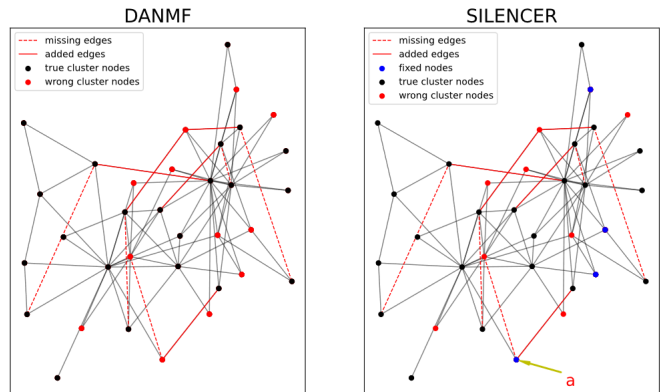 DANMF
missing edges
added edges
true cluster nodes
wrong cluster nodes
SILENCER
missing edges
added edges
fixed nodes
true cluster nodes
wrong cluster nodes
a